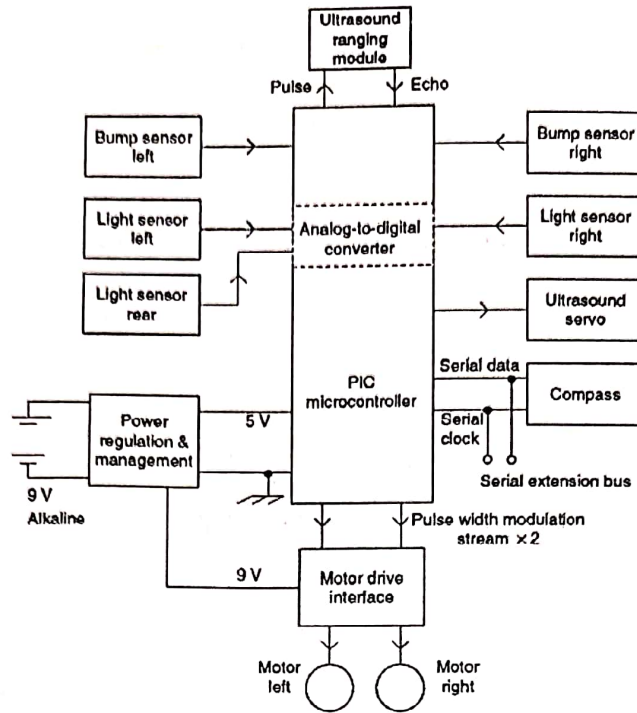 Ultrasound
ranging
module
Pulse
Echo
Bump sensor
left
Bump sensor
right
Light sensor
left
Analog-to-digital
converter
Light sensor
right
Light sensor
rear
Ultrasound
servo
PIC
microcontroller
Serial data
Compass
Serial
clock
Serial extension bus
Power
regulation &
management
5 V
9 V
Alkaline
Pulse width modulation
stream ×2
9 V
Motor drive
interface
Motor
left
Motor
right